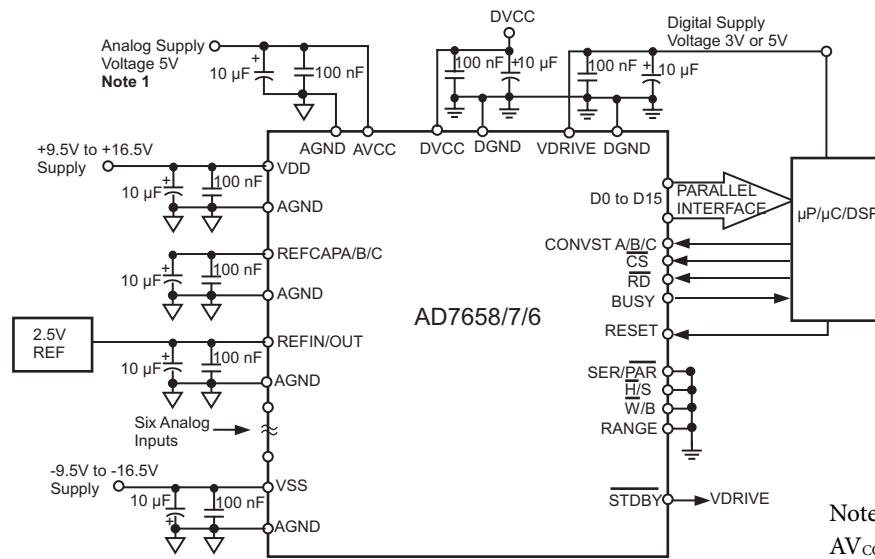 DVCC
Analog Supply
Voltage 5V
Note 1
10 µF
+
100 nF
100 nF
+
10 µF
100 nF
+
10 µF
Digital Supply
Voltage 3V or 5V
AGND
AVCC
DVCC
DGND
VDRIVE
DGND
+9.5V to +16.5V
Supply
+
10 µF
100 nF
VDD
AGND
+
10 µF
100 nF
REFCAPA/B/C
AGND
2.5V
REF
+
10 µF
100 nF
REFIN/OUT
AGND
Six Analog
Inputs
-9.5V to -16.5V
Supply
10 µF
+
100 nF
VSS
AGND
AD7658/7/6
D0 to D15
PARALLEL
INTERFACE
µP/µC/DSP
CONVST A/B/C
CS
RD
BUSY
RESET
SER/PAR
H/S
W/B
RANGE
STDBY
VDRIVE
Note
AVCC